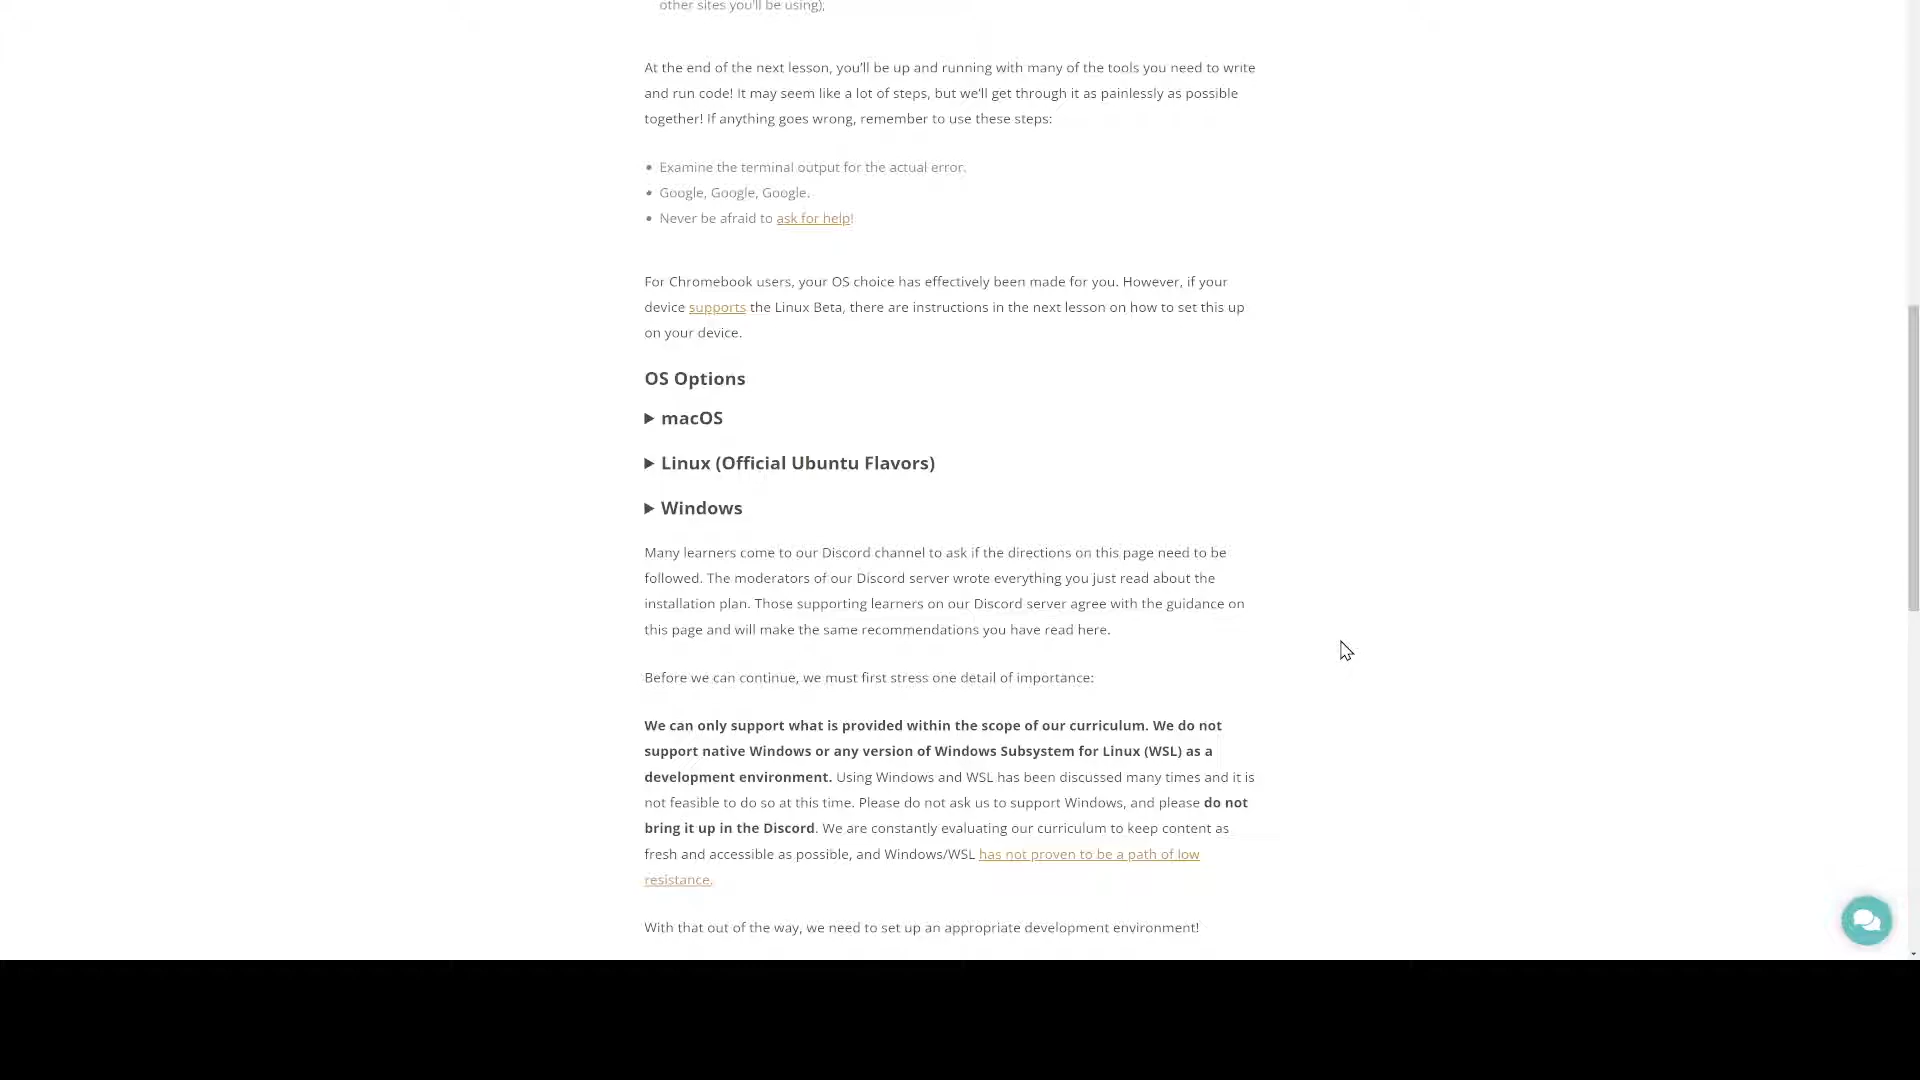 other sites you'll be using);
At the end of the next lesson, you'll be up and running with many of the tools you need to write
and run code! It may seem like a lot of steps, but we'll get through it as painlessly as possible
together! If anything goes wrong, remember to use these steps:
• Examine the terminal output for the actual error.
• Google, Google, Google.
• Never be afraid to ask for help!
For Chromebook users, your OS choice has effectively been made for you. However, if your
device supports the Linux Beta, there are instructions in the next lesson on how to set this up
on your device.
OS Options
macOS
Linux (Official Ubuntu Flavors)
Windows
Many learners come to our Discord channel to ask if the directions on this page need to be
followed. The moderators of our Discord server wrote everything you just read about the
installation plan. Those supporting learners on our Discord server agree with the guidance on
this page and will make the same recommendations you have read here.
Before we can continue, we must first stress one detail of importance:
We can only support what is provided within the scope of our curriculum. We do not
support native Windows or any version of Windows Subsystem for Linux (WSL) as a
development environment. Using Windows and WSL has been discussed many times and it is
not feasible to do so at this time. Please do not ask us to support Windows, and please do not
bring it up in the Discord. We are constantly evaluating our curriculum to keep content as
fresh and accessible as possible, and Windows/WSL has not proven to be a path of low
resistance.
With that out of the way, we need to set up an appropriate development environment!